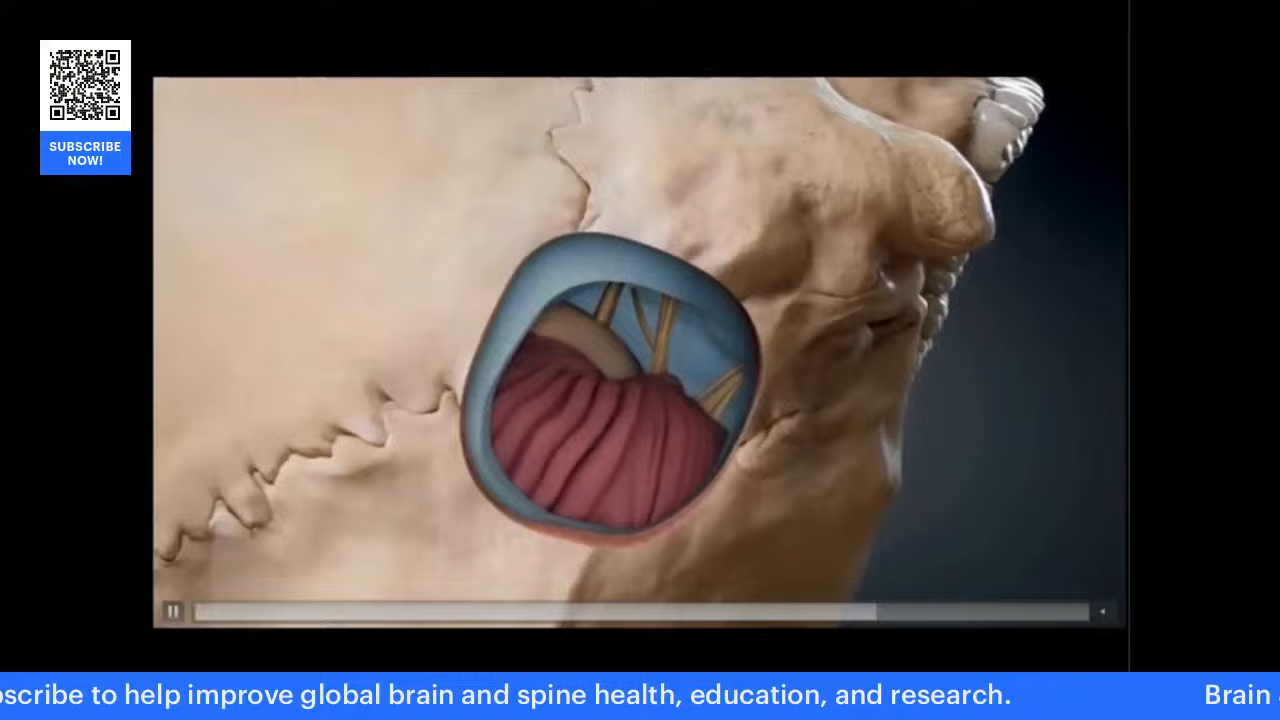 SUBSCRIBE
NOW!
scribe to help improve global brain and spine health, education, and research.
Brain